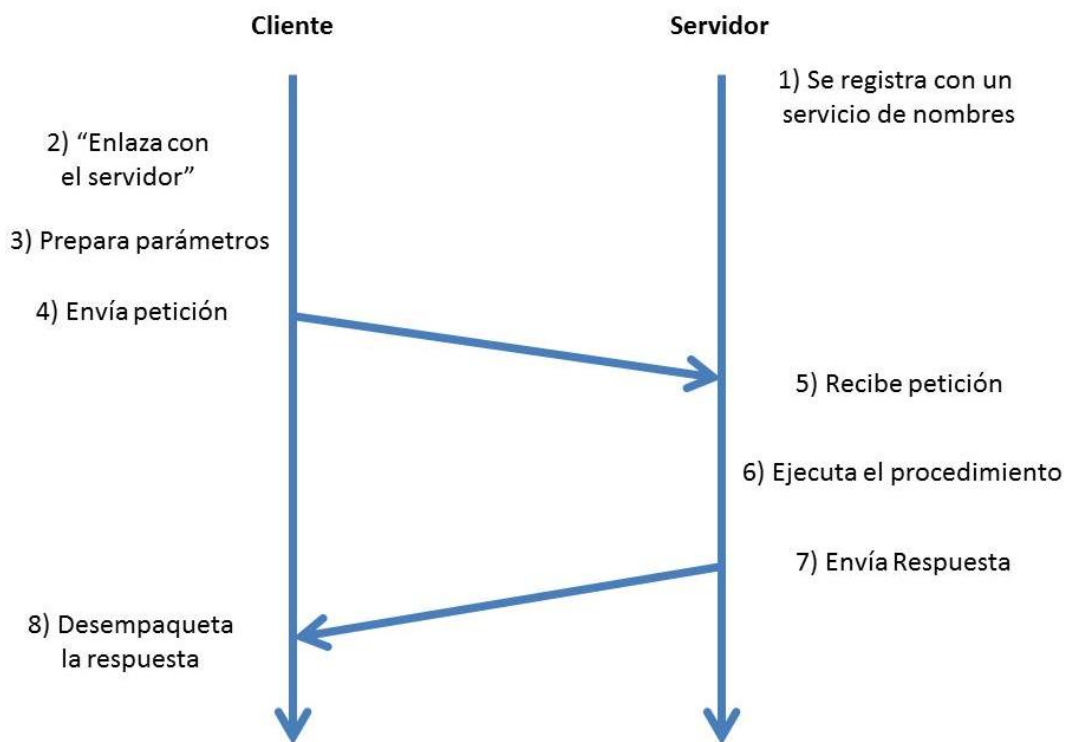 Cliente
Servidor
1) Se registra con un
servicio de nombres
2) “Enlaza con
el servidor”
3) Prepara parámetros
4) Envía petición
5) Recibe petición
6) Ejecuta el procedimiento
7) Envía Respuesta
8) Desempaqueta
la respuesta